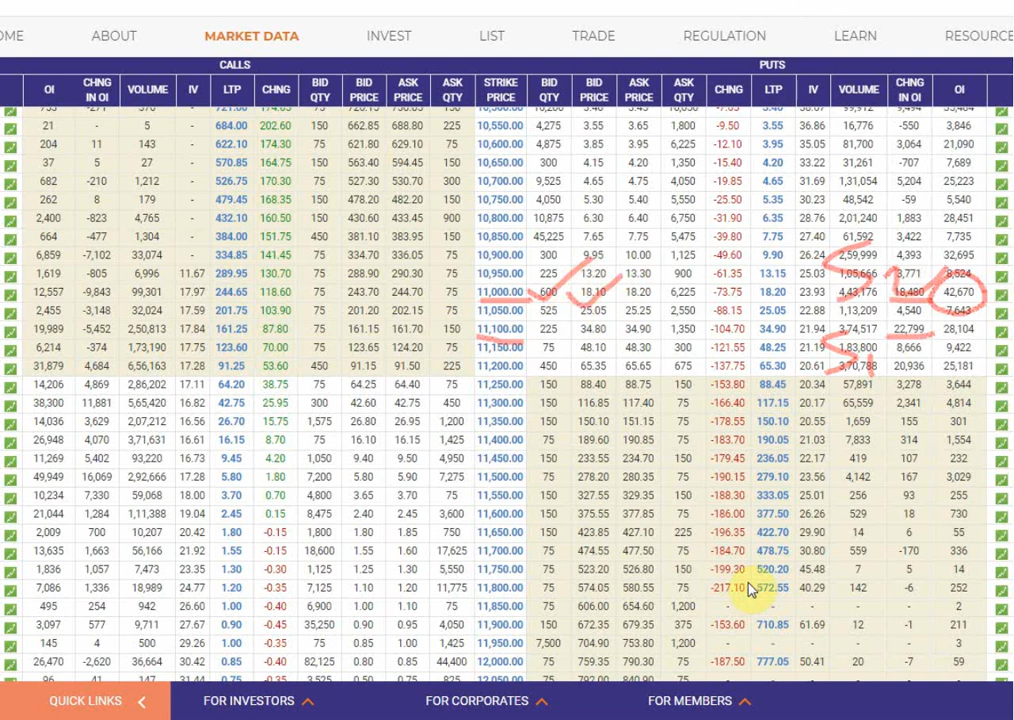 OME ABOUT MARKET DATA INVEST LIST TRADE REGULATION LEARN RESOURCE
CALLS PUTS
OI CHNG IN OI VOLUME IV LTP CHNG BID QTY BID PRICE ASK PRICE ASK QTY STRIKE PRICE BID QTY BID PRICE ASK PRICE ASK QTY CHNG LTP IV VOLUME CHNG IN OI OI
21 - 5 - 684.00 202.60 150 662.85 688.80 225 10,550.00 4,275 3.55 3.65 1,800 -9.50 3.55 36.86 16,776 -550 3,846
204 11 143 - 622.10 174.30 75 621.80 629.10 75 10,600.00 4,875 3.85 3.95 6,225 -12.10 3.95 35.05 81,700 3,064 21,090
37 5 27 - 570.85 164.75 150 563.40 594.45 150 10,650.00 300 4.15 4.20 1,350 -15.40 4.20 33.22 31,261 -707 7,689
682 -210 1,212 - 526.75 170.30 75 527.30 530.70 300 10,700.00 9,525 4.65 4.75 4,050 -19.85 4.65 31.69 1,31,054 5,204 25,223
262 8 179 - 479.45 168.35 150 478.20 482.20 150 10,750.00 4,050 5.30 5.40 5,550 -25.50 5.35 30.23 48,542 -59 5,540
2,400 -823 4,765 - 432.10 160.50 150 430.60 433.45 900 10,800.00 10,875 6.30 6.40 6,750 -31.90 6.35 28.76 2,01,240 1,883 28,451
664 -477 1,304 - 384.00 151.75 450 381.10 383.95 150 10,850.00 45,225 7.65 7.75 5,475 -39.80 7.75 27.40 61,592 3,422 7,735
6,859 -7,102 33,074 - 334.85 141.45 75 334.70 336.05 75 10,900.00 300 9.95 10.00 1,125 -49.60 9.90 26.24 2,59,999 4,393 32,695
1,619 -805 6,996 11.67 289.95 130.70 75 288.90 290.30 75 10,950.00 225 13.20 13.30 900 -61.35 13.15 25.03 1,05,666 3,771 8,524
12,557 -9,843 99,301 17.97 244.65 118.60 75 243.70 244.70 75 11,000.00 600 18.10 18.20 6,225 -73.75 18.20 23.93 4,43,176 18,480 42,670
2,455 -3,148 32,024 17.59 201.75 103.90 75 201.20 202.15 75 11,050.00 525 25.05 25.25 2,550 -88.15 25.05 22.88 1,13,209 4,540 7,643
19,989 -5,452 2,50,813 17.84 161.25 87.80 75 161.15 161.70 150 11,100.00 225 34.80 34.90 1,350 -104.70 34.90 21.94 3,74,517 22,799 28,104
6,214 -374 1,73,190 17.75 123.60 70.00 75 123.65 124.20 75 11,150.00 75 48.10 48.30 300 -121.55 48.25 21.19 1,83,800 8,666 9,422
31,879 4,684 6,56,163 17.28 91.25 53.60 450 91.15 91.50 225 11,200.00 450 65.35 65.65 675 -137.75 65.30 20.61 3,70,788 20,936 25,181
14,206 4,869 2,86,202 17.11 64.20 38.75 150 64.25 64.40 75 11,250.00 150 88.40 88.75 150 -153.80 88.45 20.34 57,891 3,278 3,644
38,300 11,881 5,65,420 16.82 42.75 25.95 300 42.60 42.75 450 11,300.00 150 116.85 117.40 75 -166.40 117.15 20.17 65,559 2,341 4,814
14,036 3,629 2,07,212 16.56 26.70 15.75 1,575 26.80 26.95 1,200 11,350.00 150 150.10 151.15 75 -178.55 150.10 20.55 1,659 155 301
26,948 4,070 3,71,631 16.61 16.15 8.70 75 16.10 16.15 1,425 11,400.00 75 189.60 190.85 75 -183.70 190.05 21.03 7,833 314 1,554
11,269 5,402 93,220 16.73 9.45 4.20 1,050 9.40 9.50 4,950 11,450.00 150 233.55 234.70 150 -179.45 236.05 22.17 419 107 232
49,949 16,069 2,92,666 17.28 5.80 1.80 7,200 5.80 5.90 7,275 11,500.00 75 278.20 280.35 75 -190.15 279.10 23.56 4,142 167 3,029
10,234 7,330 59,068 18.00 3.70 0.70 4,800 3.65 3.70 75 11,550.00 150 327.55 329.35 150 -188.30 333.05 25.01 256 93 255
21,044 1,284 1,11,388 19.04 2.45 0.15 8,475 2.40 2.45 3,600 11,600.00 150 375.55 377.85 75 -186.00 377.50 26.26 529 18 730
2,009 700 10,207 20.42 1.80 -0.15 1,800 1.80 1.85 750 11,650.00 150 423.85 427.10 225 -196.35 422.70 29.90 14 6 55
13,635 1,663 56,166 21.92 1.55 -0.15 18,600 1.55 1.60 17,625 11,700.00 75 474.55 477.50 75 -184.70 478.75 30.80 559 -170 336
1,836 1,057 7,473 23.35 1.30 -0.30 1,125 1.25 1.30 5,550 11,750.00 75 523.20 526.80 150 -199.30 520.20 45.48 7 5 14
7,086 1,336 18,989 24.77 1.20 -0.35 7,125 1.10 1.20 11,775 11,800.00 75 574.05 580.55 75 -217.10 572.55 40.29 142 -6 252
495 254 942 26.60 1.00 -0.40 6,900 1.00 1.10 75 11,850.00 75 606.00 654.60 1,200 - - - - - 2
3,097 577 9,711 27.67 0.90 -0.45 35,250 0.90 0.95 4,050 11,900.00 150 672.35 679.35 375 -153.60 710.85 61.69 12 -1 211
145 4 500 29.26 1.00 -0.35 75 0.85 1.00 1,425 11,950.00 7,500 704.90 753.80 1,200 - - - - - 3
26,470 -2,620 36,664 30.42 0.85 -0.40 82,125 0.80 0.85 44,400 12,000.00 75 759.35 790.30 75 -187.50 777.05 50.41 20 -7 59
QUICK LINKS FOR INVESTORS FOR CORPORATES FOR MEMBERS